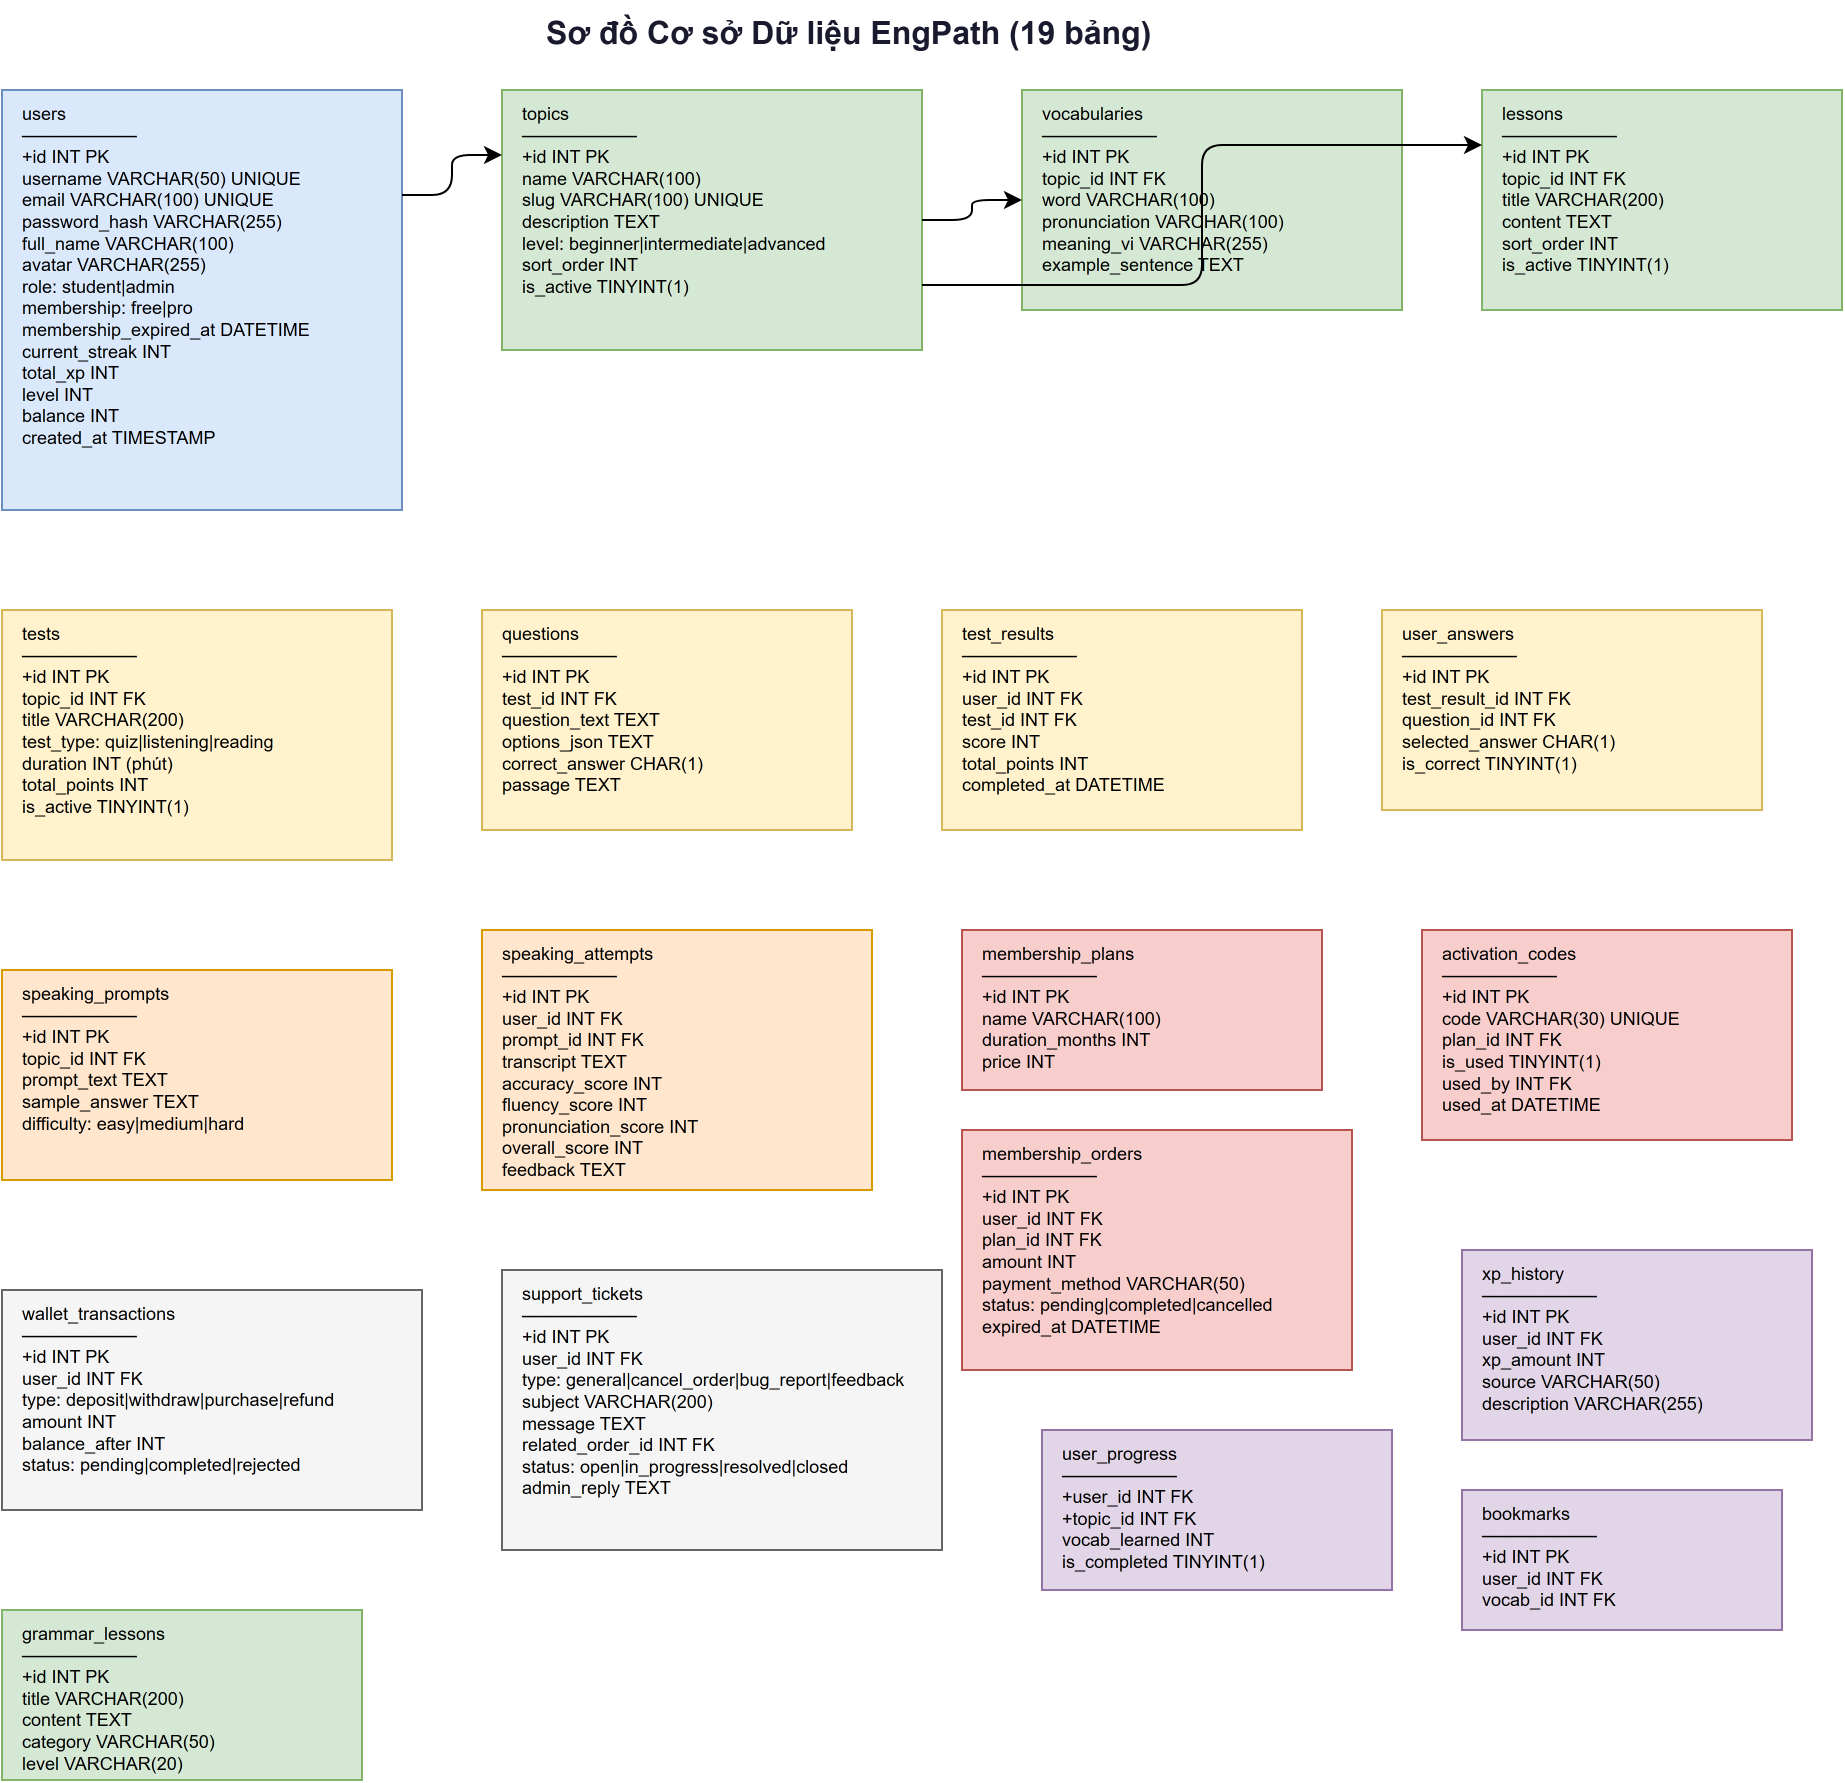 Sơ đồ Cơ sở Dữ liệu EngPath (19 bảng)
users
+id INT PK
username VARCHAR(50) UNIQUE
email VARCHAR(100) UNIQUE
password_hash VARCHAR(255)
full_name VARCHAR(100)
avatar VARCHAR(255)
role: student|admin
membership: free|pro
membership_expired_at DATETIME
current_streak INT
total_xp INT
level INT
balance INT
created_at TIMESTAMP
topics
+id INT PK
name VARCHAR(100)
slug VARCHAR(100) UNIQUE
description TEXT
level: beginner|intermediate|advanced
sort_order INT
is_active TINYINT(1)
vocabularies
+id INT PK
topic_id INT FK
word VARCHAR(100)
pronunciation VARCHAR(100)
meaning_vi VARCHAR(255)
example_sentence TEXT
lessons
+id INT PK
topic_id INT FK
title VARCHAR(200)
content TEXT
sort_order INT
is_active TINYINT(1)
tests
+id INT PK
topic_id INT FK
title VARCHAR(200)
test_type: quiz|listening|reading
duration INT (phút)
total_points INT
is_active TINYINT(1)
questions
+id INT PK
test_id INT FK
question_text TEXT
options_json TEXT
correct_answer CHAR(1)
passage TEXT
test_results
+id INT PK
user_id INT FK
test_id INT FK
score INT
total_points INT
completed_at DATETIME
user_answers
+id INT PK
test_result_id INT FK
question_id INT FK
selected_answer CHAR(1)
is_correct TINYINT(1)
speaking_prompts
+id INT PK
topic_id INT FK
prompt_text TEXT
sample_answer TEXT
difficulty: easy|medium|hard
speaking_attempts
+id INT PK
user_id INT FK
prompt_id INT FK
transcript TEXT
accuracy_score INT
fluency_score INT
pronunciation_score INT
overall_score INT
feedback TEXT
membership_plans
+id INT PK
name VARCHAR(100)
duration_months INT
price INT
activation_codes
+id INT PK
code VARCHAR(30) UNIQUE
plan_id INT FK
is_used TINYINT(1)
used_by INT FK
used_at DATETIME
membership_orders
+id INT PK
user_id INT FK
plan_id INT FK
amount INT
payment_method VARCHAR(50)
status: pending|completed|cancelled
expired_at DATETIME
wallet_transactions
+id INT PK
user_id INT FK
type: deposit|withdraw|purchase|refund
amount INT
balance_after INT
status: pending|completed|rejected
support_tickets
+id INT PK
user_id INT FK
type: general|cancel_order|bug_report|feedback
subject VARCHAR(200)
message TEXT
related_order_id INT FK
status: open|in_progress|resolved|closed
admin_reply TEXT
xp_history
+id INT PK
user_id INT FK
xp_amount INT
source VARCHAR(50)
description VARCHAR(255)
user_progress
+user_id INT FK
+topic_id INT FK
vocab_learned INT
is_completed TINYINT(1)
bookmarks
+id INT PK
user_id INT FK
vocab_id INT FK
grammar_lessons
+id INT PK
title VARCHAR(200)
content TEXT
category VARCHAR(50)
level VARCHAR(20)